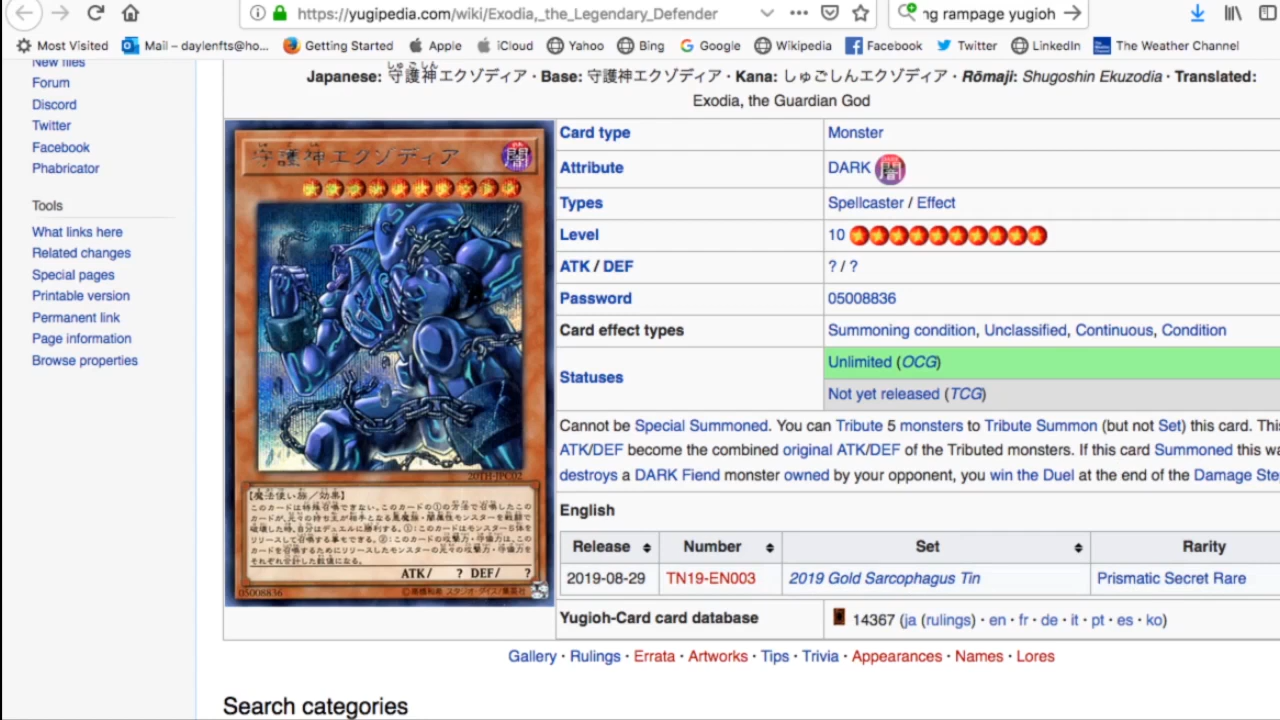 https://yugipedia.com/wiki/Exodia,_the_Legendary_Defender
ng rampage yugioh
Most Visited
Mail – daylenfts@ho...
Getting Started
Apple
iCloud
Yahoo
Bing
Google
Wikipedia
Facebook
Twitter
LinkedIn
The Weather Channel
New files
Forum
Discord
Twitter
Facebook
Phabricator
Tools
What links here
Related changes
Special pages
Printable version
Permanent link
Page information
Browse properties
しゅごしん
Japanese: 守護神エクゾディア · Base: 守護神エクゾディア · Kana: しゅごしんエクゾディア · Rōmaji: Shugoshin Ekuzodia · Translated:
Exodia, the Guardian God
守護神エクゾディア
闇
20TH-JPC02
【魔法使い族/効果】
ATK/ ? DEF/ ?
05008836
Card type Monster
Attribute DARK 闇
Types Spellcaster / Effect
Level 10
ATK / DEF ? / ?
Password 05008836
Card effect types Summoning condition, Unclassified, Continuous, Condition
Statuses Unlimited (OCG)
Not yet released (TCG)
Cannot be Special Summoned. You can Tribute 5 monsters to Tribute Summon (but not Set) this card. This
ATK/DEF become the combined original ATK/DEF of the Tributed monsters. If this card Summoned this wa
destroys a DARK Fiend monster owned by your opponent, you win the Duel at the end of the Damage Ste
English
Release Number Set Rarity
2019-08-29 TN19-EN003 2019 Gold Sarcophagus Tin Prismatic Secret Rare
Yugioh-Card card database 14367 (ja (rulings) · en · fr · de · it · pt · es · ko)
Gallery · Rulings · Errata · Artworks · Tips · Trivia · Appearances · Names · Lores
Search categories